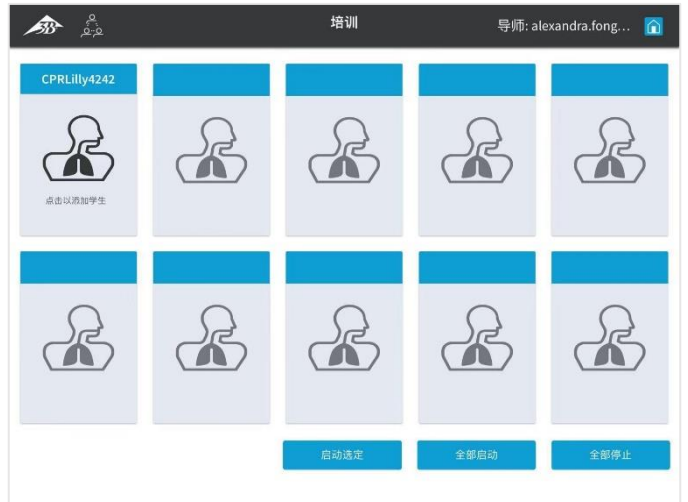 3B
培训
导师: alexandra.fong...
CPRLilly4242
点击以添加学生
启动选定
全部启动
全部停止